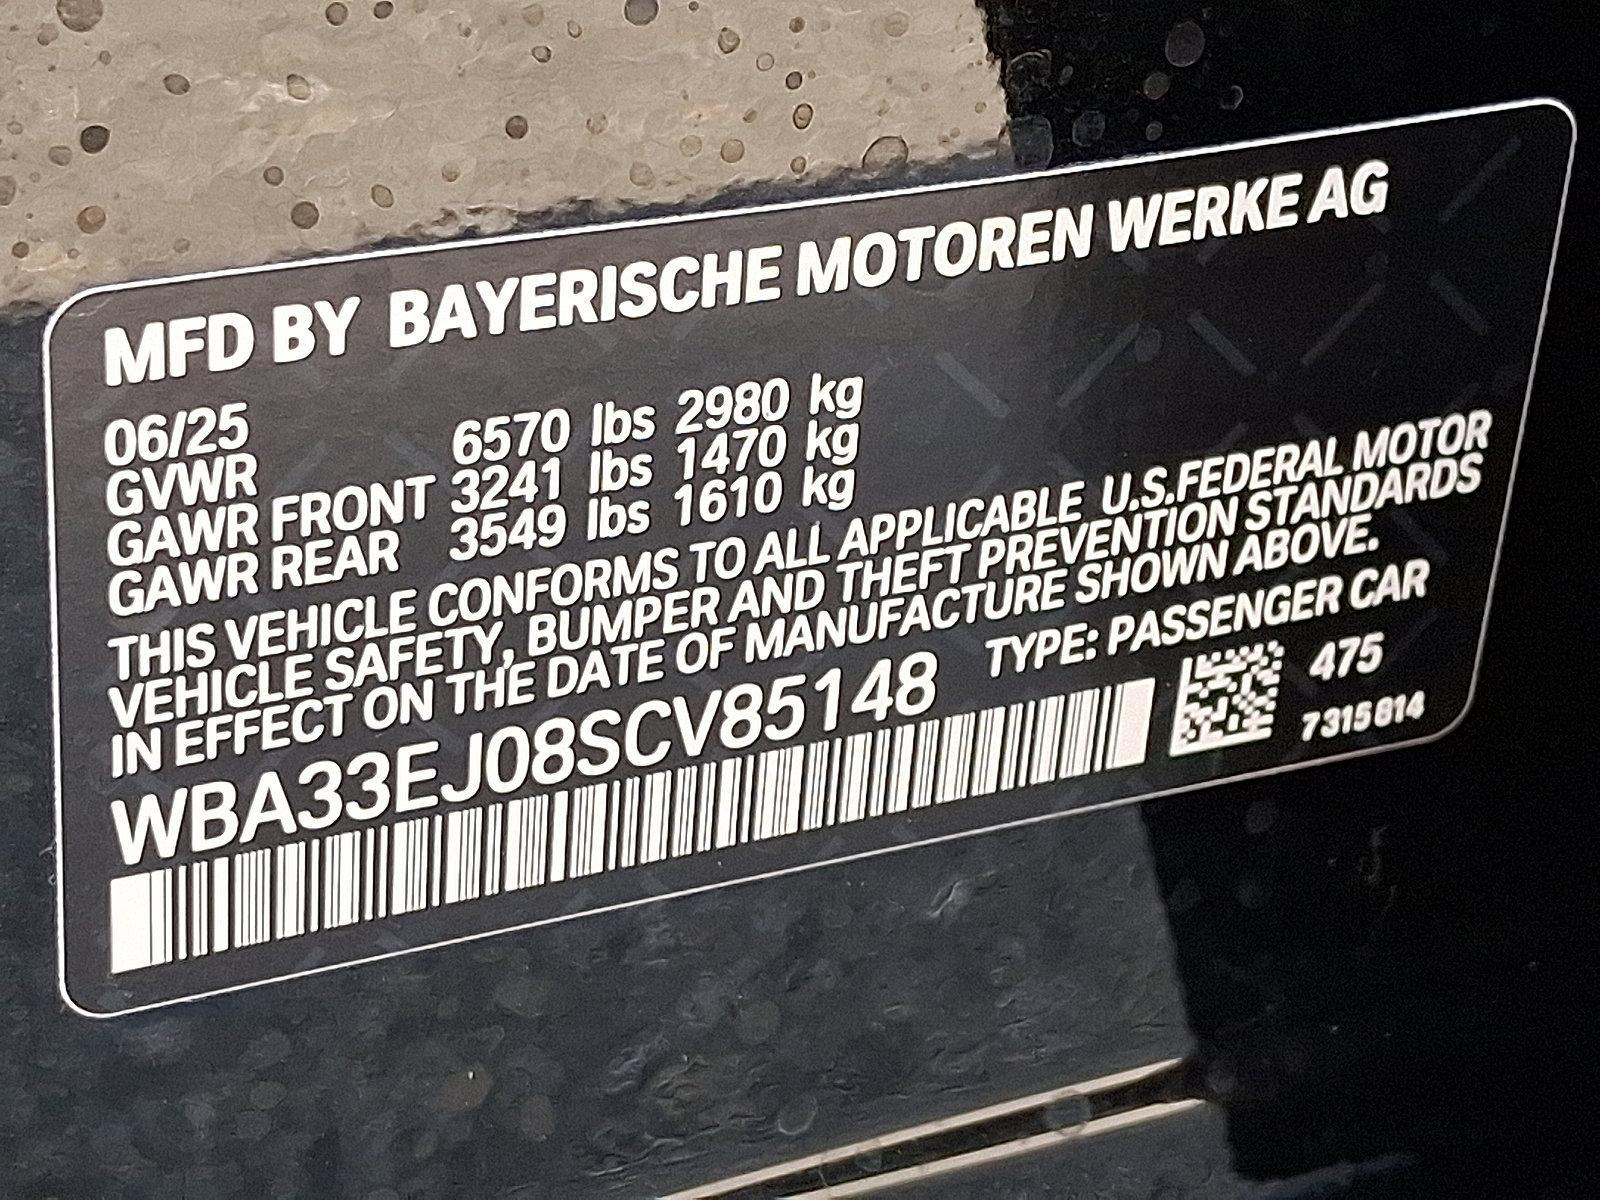 MFD BY BAYERISCHE MOTOREN WERKE AG
06/25
GVWR 6570 lbs 2980 kg
GAWR FRONT 3241 lbs 1470 kg
GAWR REAR 3549 lbs 1610 kg
THIS VEHICLE CONFORMS TO ALL APPLICABLE U.S.FEDERAL MOTOR
VEHICLE SAFETY, BUMPER AND THEFT PREVENTION STANDARDS
IN EFFECT ON THE DATE OF MANUFACTURE SHOWN ABOVE.
WBA33EJ08SCV85148 TYPE: PASSENGER CAR
475
7315814